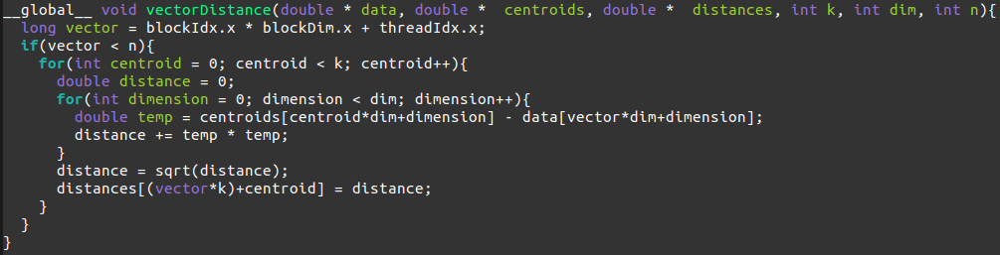 __global__ void vectorDistance(double * data, double *  centroids, double *  distances, int k, int dim, int n){
  long vector = blockIdx.x * blockDim.x + threadIdx.x;
  if(vector < n){
    for(int centroid = 0; centroid < k; centroid++){
      double distance = 0;
      for(int dimension = 0; dimension < dim; dimension++){
        double temp = centroids[centroid*dim+dimension] - data[vector*dim+dimension];
        distance += temp * temp;
      }
      distance = sqrt(distance);
      distances[(vector*k)+centroid] = distance;
    }
  }
}